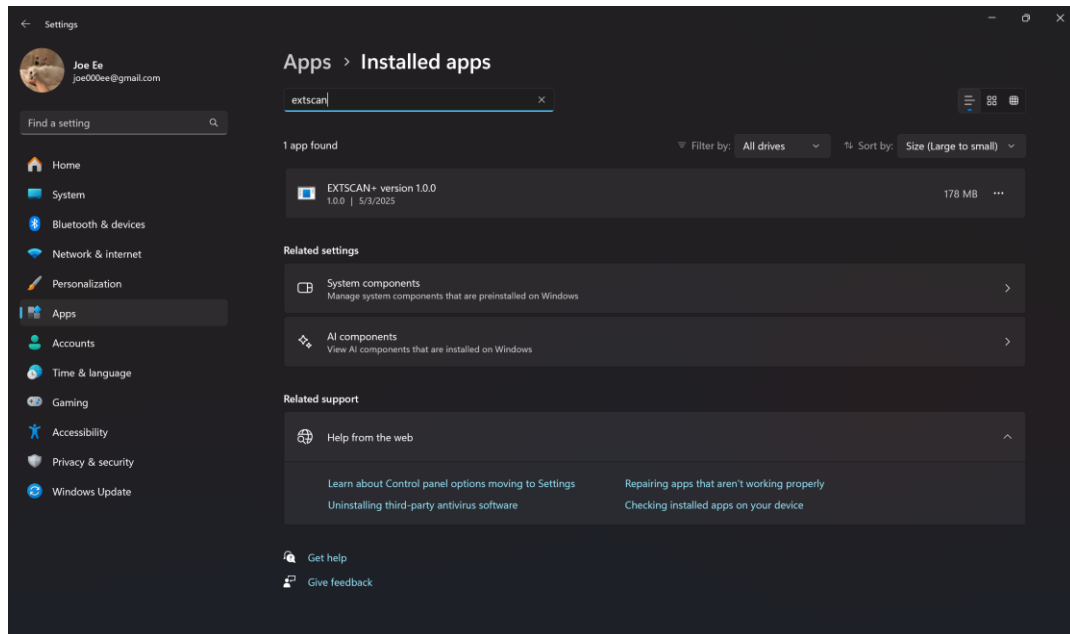 Settings
Joe Ee
joe000ee@gmail.com
Find a setting
Home
System
Bluetooth & devices
Network & internet
Personalization
Apps
Accounts
Time & language
Gaming
Accessibility
Privacy & security
Windows Update
Apps > Installed apps
extscan
1 app found
Filter by: All drives
Sort by: Size (Large to small)
EXTSCAN+ version 1.0.0
1.0.0 | 5/3/2025
178 MB
Related settings
System components
Manage system components that are preinstalled on Windows
AI components
View AI components that are installed on Windows
Related support
Help from the web
Learn about Control panel options moving to Settings
Repairing apps that aren't working properly
Uninstalling third-party antivirus software
Checking installed apps on your device
Get help
Give feedback